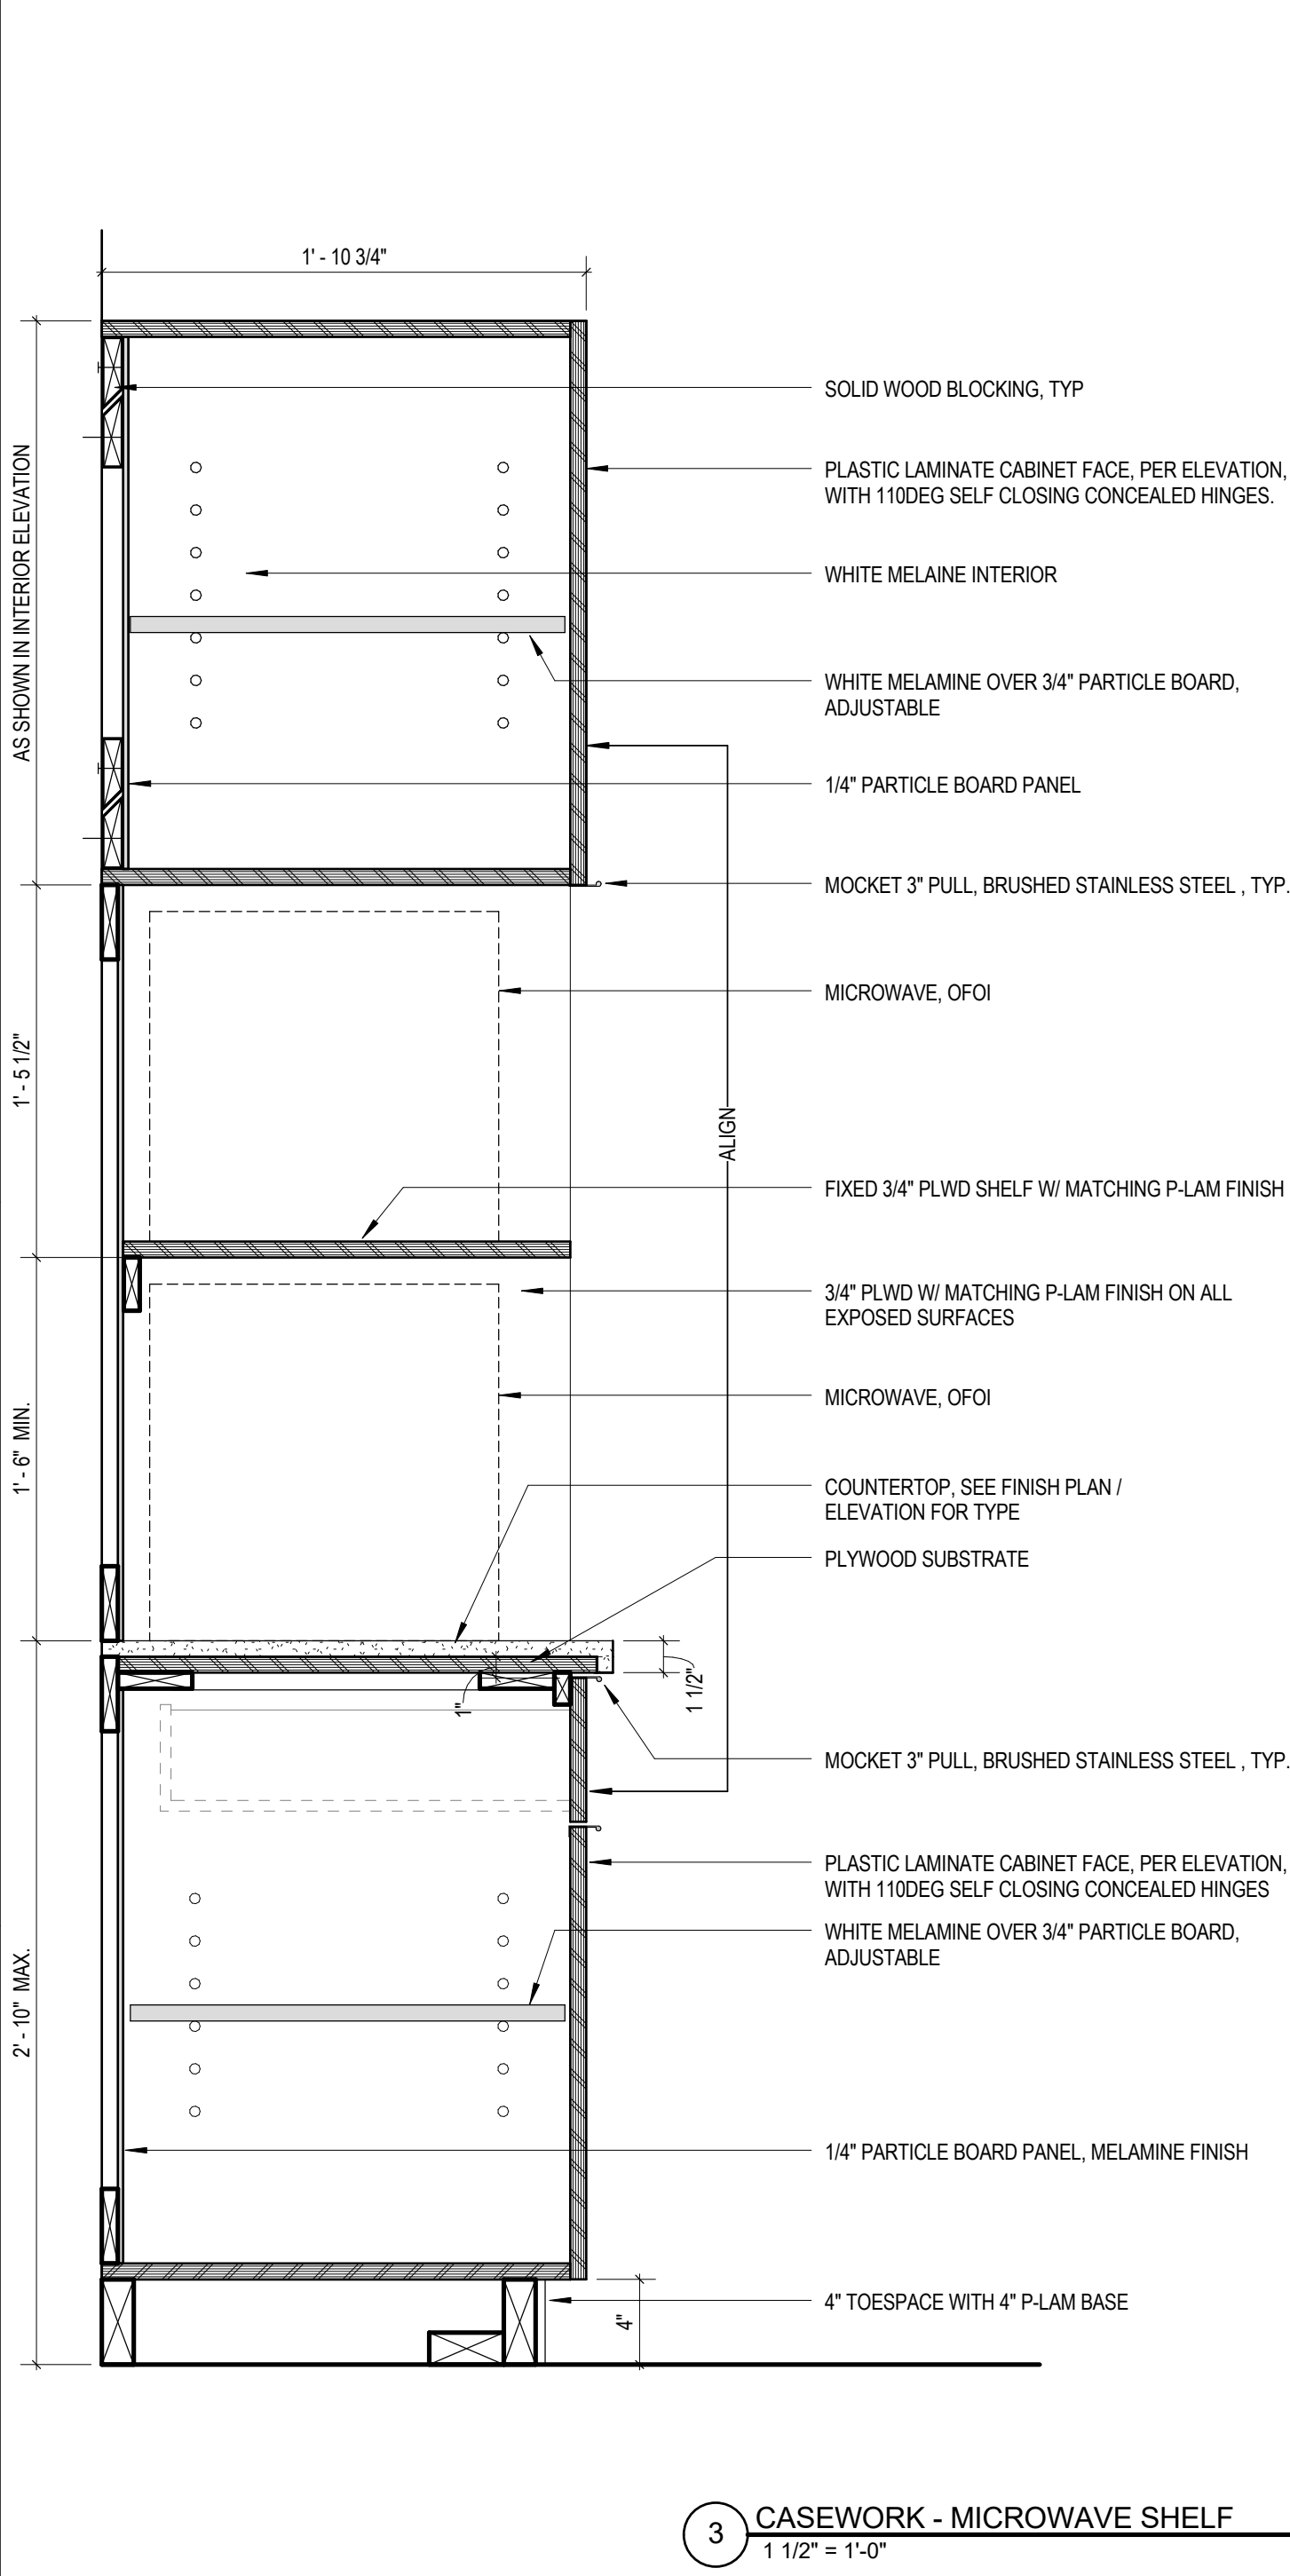 1' - 10 3/4"
AS SHOWN IN INTERIOR ELEVATION
SOLID WOOD BLOCKING, TYP
PLASTIC LAMINATE CABINET FACE, PER ELEVATION,
WITH 110DEG SELF CLOSING CONCEALED HINGES.
WHITE MELAINE INTERIOR
WHITE MELAMINE OVER 3/4" PARTICLE BOARD,
ADJUSTABLE
1/4" PARTICLE BOARD PANEL
MOCKET 3" PULL, BRUSHED STAINLESS STEEL , TYP.
MICROWAVE, OFOI
1' - 5 1/2"
ALIGN
FIXED 3/4" PLWD SHELF W/ MATCHING P-LAM FINISH
3/4" PLWD W/ MATCHING P-LAM FINISH ON ALL
EXPOSED SURFACES
MICROWAVE, OFOI
1' - 6" MIN.
COUNTERTOP, SEE FINISH PLAN /
ELEVATION FOR TYPE
PLYWOOD SUBSTRATE
1"
1 1/2"
MOCKET 3" PULL, BRUSHED STAINLESS STEEL , TYP.
PLASTIC LAMINATE CABINET FACE, PER ELEVATION,
WITH 110DEG SELF CLOSING CONCEALED HINGES
WHITE MELAMINE OVER 3/4" PARTICLE BOARD,
ADJUSTABLE
2' - 10" MAX.
1/4" PARTICLE BOARD PANEL, MELAMINE FINISH
4" TOESPACE WITH 4" P-LAM BASE
4"
3
CASEWORK - MICROWAVE SHELF
1 1/2" = 1'-0"